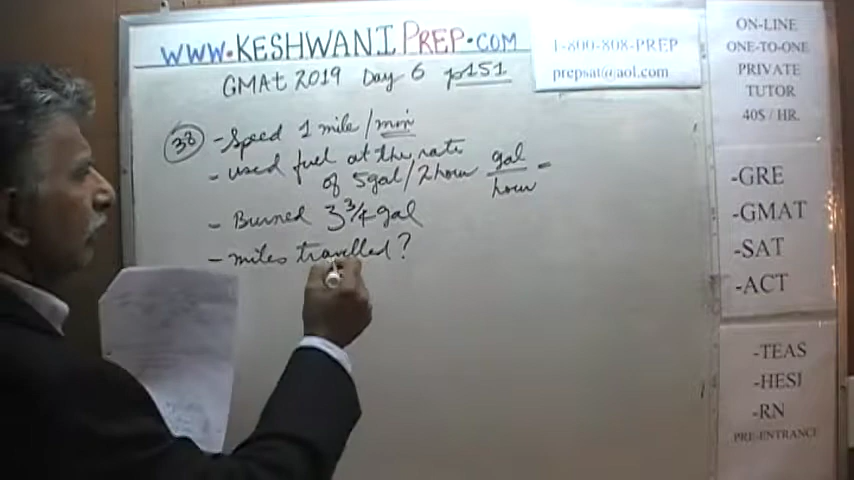 WWW.KESHWANIPREP.COM
1-800-808-PREP
prepsat@aol.com
GMAt 2019 Day 6 p151
38 - Speed 1 mile/min
- used fuel at the rate
of 5gal/2hour gal/hour =
- Burned 3 3/4 gal
- miles travelled?
ON-LINE
ONE-TO-ONE
PRIVATE
TUTOR
40$ / HR.
-GRE
-GMAT
-SAT
-ACT
-TEAS
-HESI
-RN
PRE-ENTRANCE